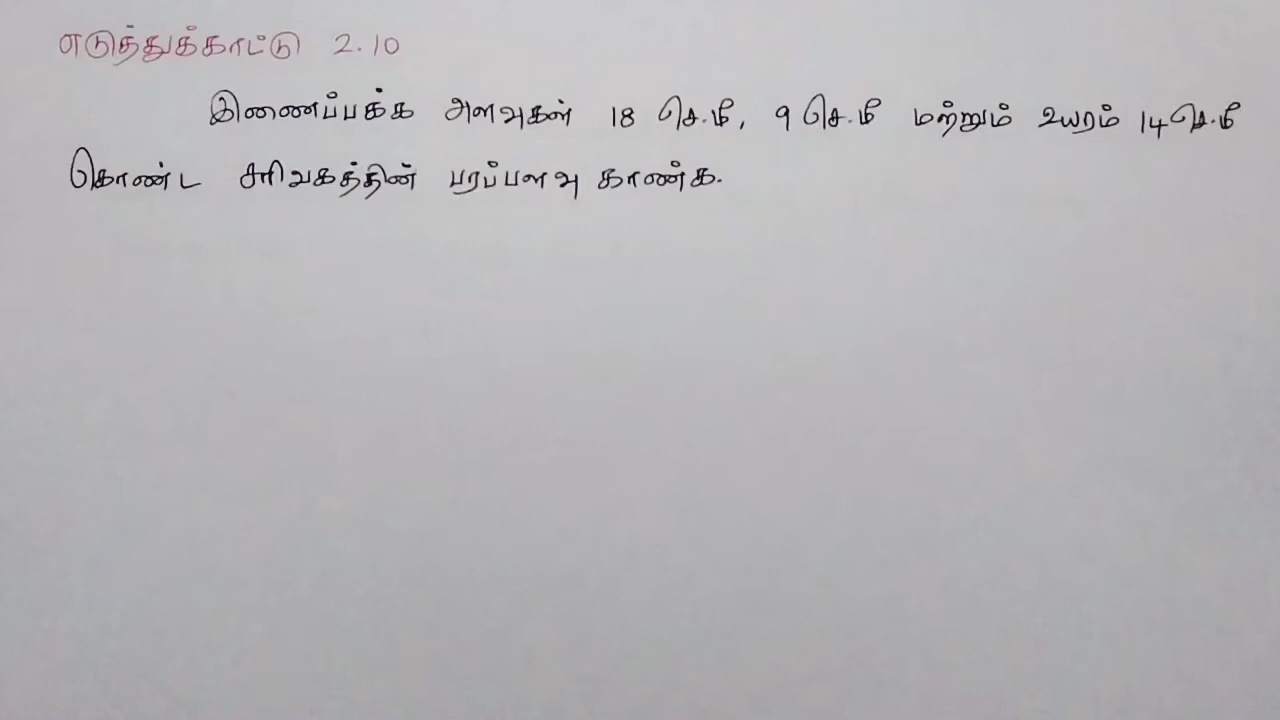 எடுத்துக்காட்டு 2.10
இணைப்பக்க அளவுகள் 18 செ.மீ, 9 செ.மீ மற்றும் உயரம் 14 செ.மீ
கொண்ட சரிவகத்தின் பரப்பளவு காண்க.